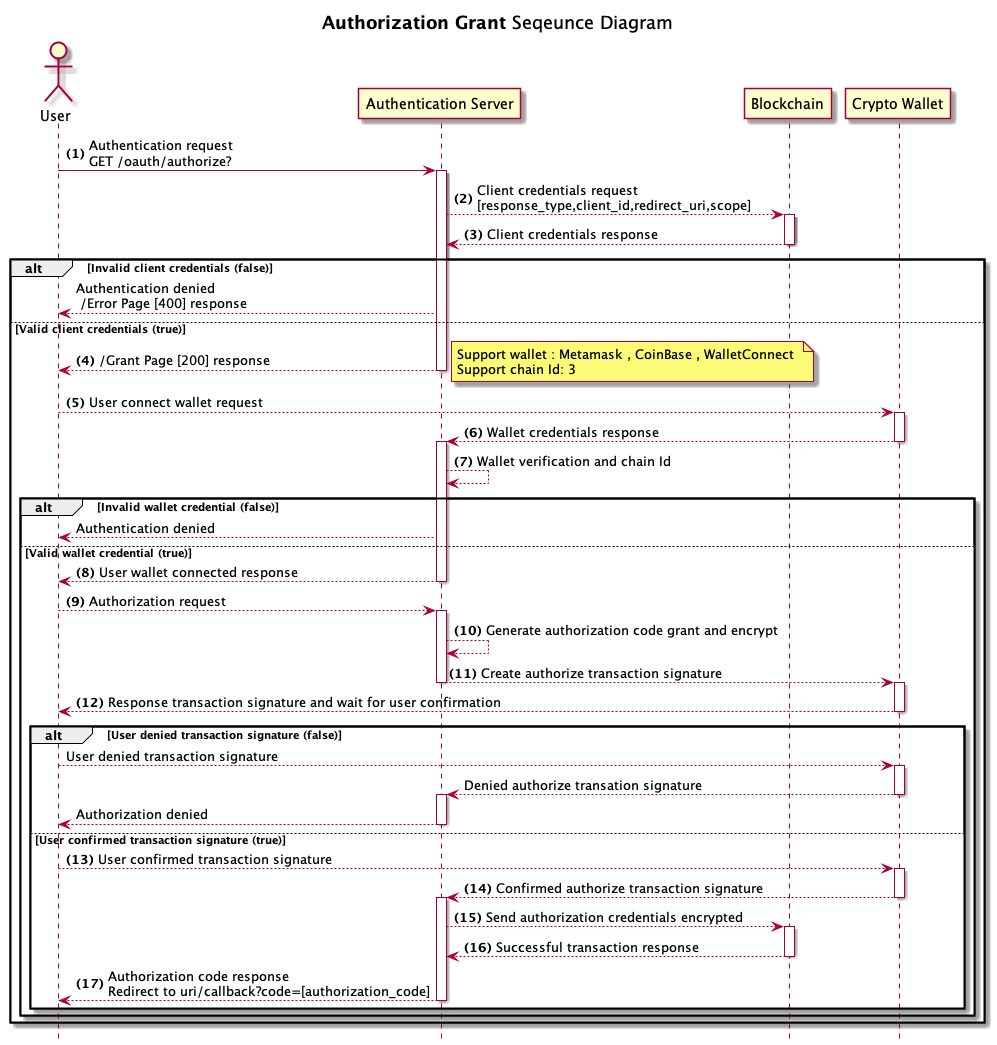 Authorization Grant Seqeunce Diagram
User
Authentication Server
Blockchain
Crypto Wallet
(1) Authentication request
GET /oauth/authorize?
(2) Client credentials request
[response_type,client_id,redirect_uri,scope]
(3) Client credentials response
alt [Invalid client credentials (false)]
Authentication denied
/Error Page [400] response
[Valid client credentials (true)]
(4) /Grant Page [200] response
Support wallet : Metamask , CoinBase , WalletConnect
Support chain Id: 3
(5) User connect wallet request
(6) Wallet credentials response
(7) Wallet verification and chain Id
alt [Invalid wallet credential (false)]
Authentication denied
[Valid wallet credential (true)]
(8) User wallet connected response
(9) Authorization request
(10) Generate authorization code grant and encrypt
(11) Create authorize transaction signature
(12) Response transaction signature and wait for user confirmation
alt [User denied transaction signature (false)]
User denied transaction signature
Denied authorize transation signature
Authorization denied
[User confirmed transaction signature (true)]
(13) User confirmed transaction signature
(14) Confirmed authorize transaction signature
(15) Send authorization credentials encrypted
(16) Successful transaction response
(17) Authorization code response
Redirect to uri/callback?code=[authorization_code]